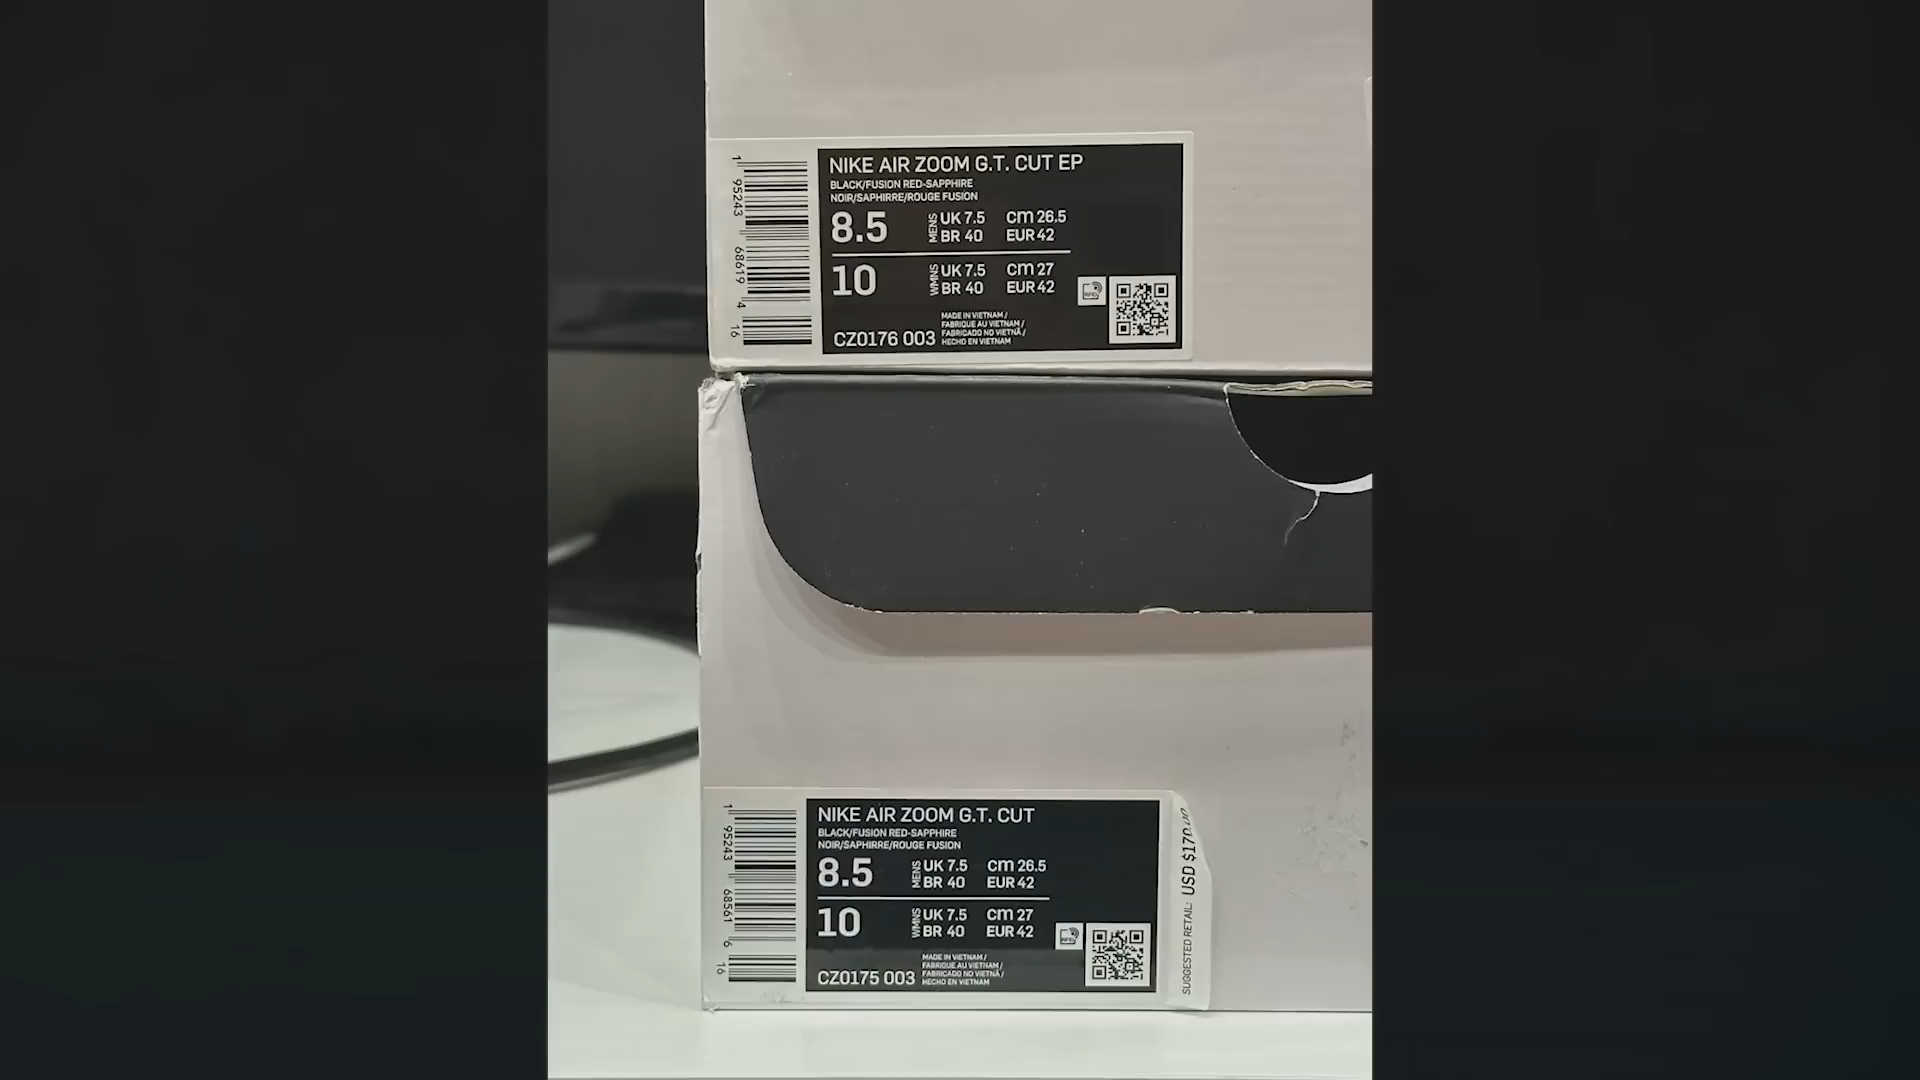 NIKE AIR ZOOM G.T. CUT EP
BLACK/FUSION RED-SAPPHIRE
NOIR/SAPHIRRE/ROUGE FUSION
8.5 MENS UK 7.5 cm 26.5
BR 40 EUR 42
10 WMNS UK 7.5 cm 27
BR 40 EUR 42
RFID
MADE IN VIETNAM /
FABRIQUE AU VIETNAM /
FABRICADO NO VIETNÃ /
HECHO EN VIETNAM
CZ0176 003
1 95243 68619 4 16
NIKE AIR ZOOM G.T. CUT
BLACK/FUSION RED-SAPPHIRE
NOIR/SAPHIRRE/ROUGE FUSION
8.5 MENS UK 7.5 cm 26.5
BR 40 EUR 42
10 WMNS UK 7.5 cm 27
BR 40 EUR 42
RFID
MADE IN VIETNAM /
FABRIQUE AU VIETNAM /
FABRICADO NO VIETNÃ /
HECHO EN VIETNAM
CZ0175 003
1 95243 68561 6 16
SUGGESTED RETAIL: USD $170.00